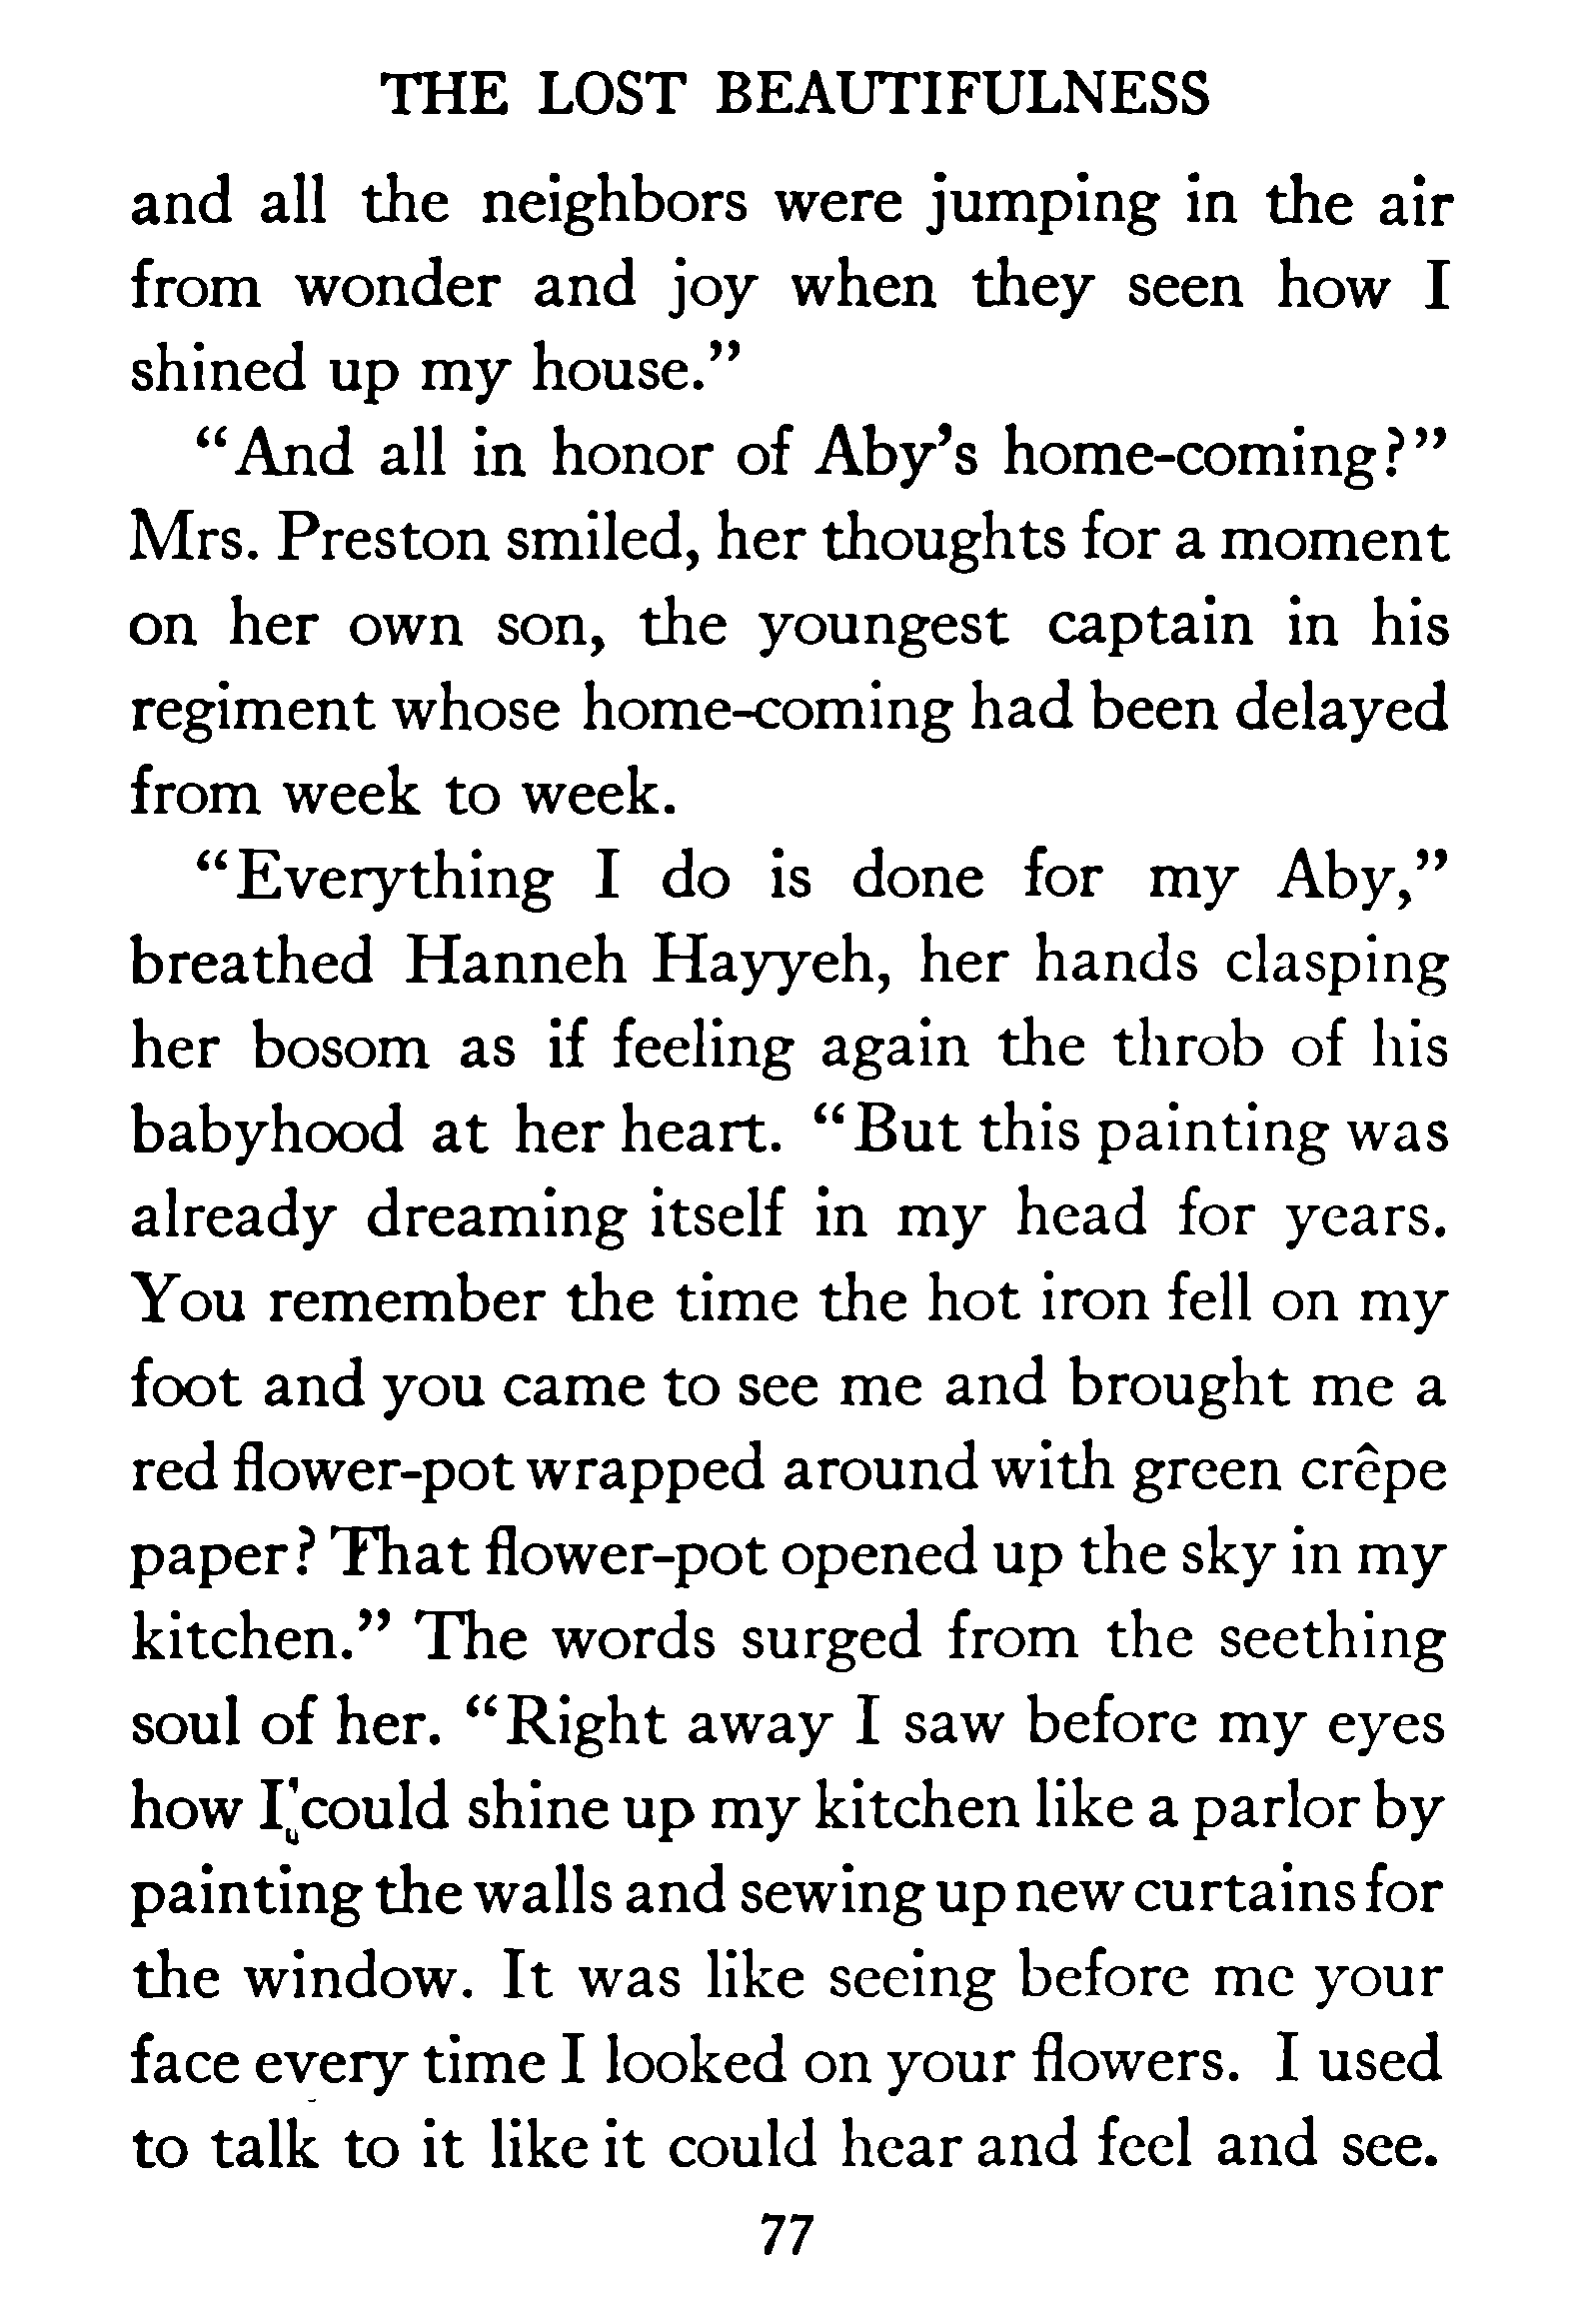 THE LOST BEAUTIFULNESS
and all the neighbors were jumping in the air
from wonder and joy when they seen how I
shined up my house.”
“And all in honor of Aby’s home-coming?”
Mrs. Preston smiled, her thoughts for a moment
on her own son, the youngest captain in his
regiment whose home-coming had been delayed
from week to week.
“Everything I do is done for my Aby,”
breathed Hanneh Hayyeh, her hands clasping
her bosom as if feeling again the throb of his
babyhood at her heart. “But this painting was
already dreaming itself in my head for years.
You remember the time the hot iron fell on my
foot and you came to see me and brought me a
red flower-pot wrapped around with green crêpe
paper? That flower-pot opened up the sky in my
kitchen.” The words surged from the seething
soul of her. “Right away I saw before my eyes
how I could shine up my kitchen like a parlor by
painting the walls and sewing up new curtains for
the window. It was like seeing before me your
face every time I looked on your flowers. I used
to talk to it like it could hear and feel and see.
77